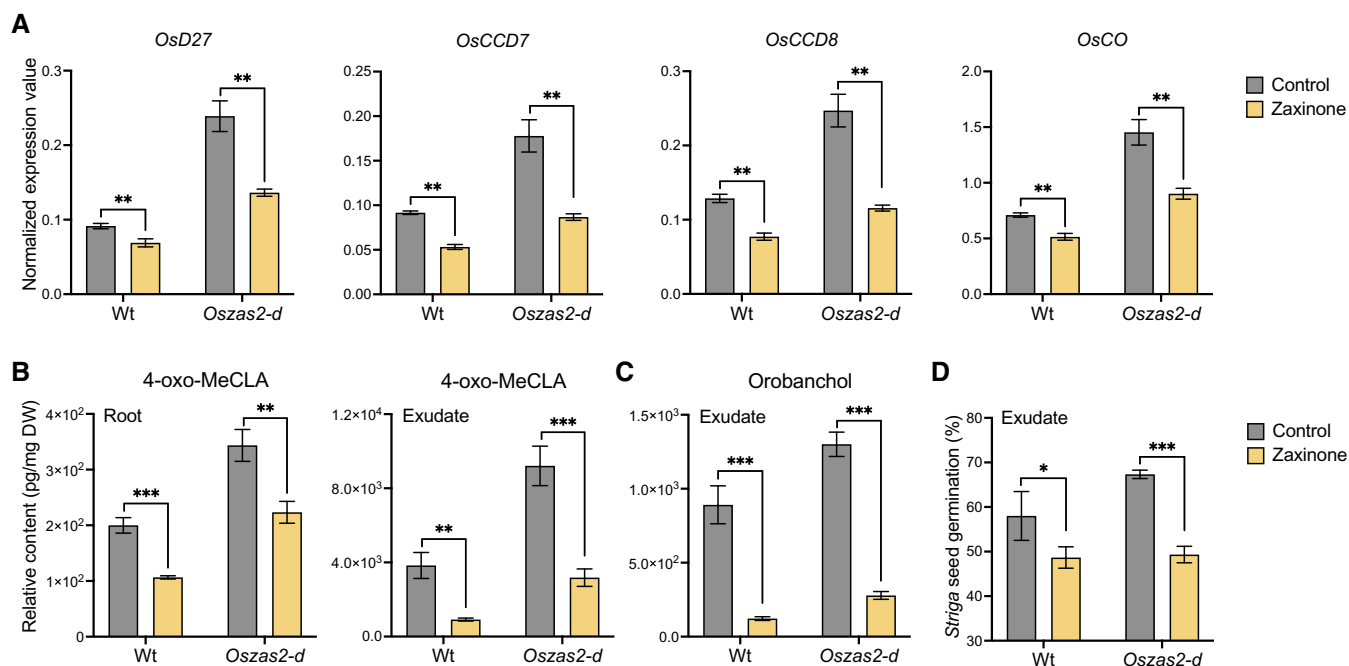 A
OsD27
OsCCD7
OsCCD8
OsCO
Normalized expression value
0.3
0.2
0.1
0.0
**
**
Wt
Oszas2-d
0.25
0.20
0.15
0.10
0.05
0.00
**
**
Wt
Oszas2-d
0.3
0.2
0.1
0.0
**
**
Wt
Oszas2-d
2.0
1.5
1.0
0.5
0.0
**
**
Wt
Oszas2-d
Control
Zaxinone
B
4-oxo-MeCLA
Root
Relative content (pg/mg DW)
4×10²
3×10²
2×10²
1×10²
0
***
**
Wt
Oszas2-d
4-oxo-MeCLA
Exudate
1.2×10⁴
9.0×10³
4.0×10³
0.0
**
***
Wt
Oszas2-d
C
Orobanchol
Exudate
1.5×10³
1.0×10³
5.0×10²
0.0
***
***
Wt
Oszas2-d
D
Exudate
Striga seed germination (%)
80
70
60
50
40
30
*
***
Wt
Oszas2-d
Control
Zaxinone